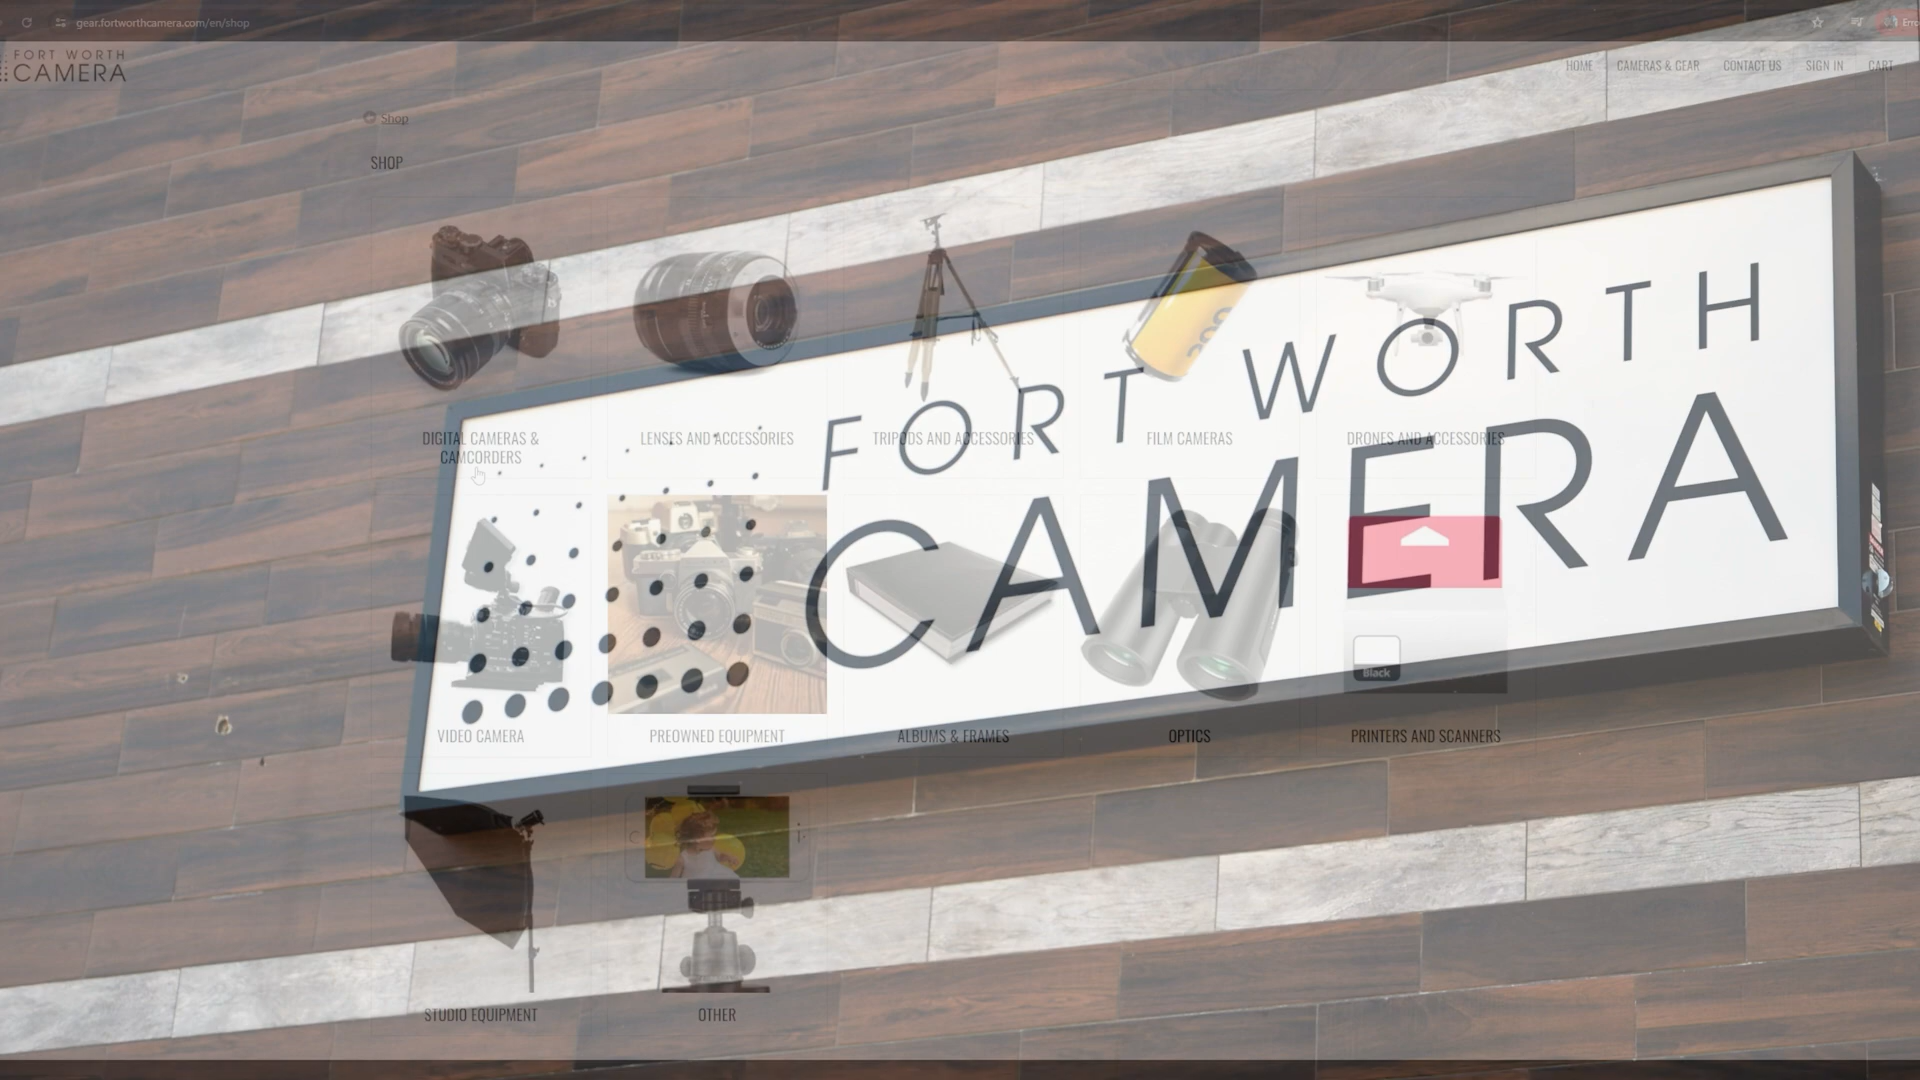 gear.fortworthcamera.com/en/shop
Erro
FORT WORTH
CAMERA
HOME CAMERAS & GEAR CONTACT US SIGN IN CART
Shop
SHOP
FORT WORTH
CAMERA
200
DIGITAL CAMERAS &
CAMCORDERS
LENSES AND ACCESSORIES
TRIPODS AND ACCESSORIES
FILM CAMERAS
DRONES AND ACCESSORIES
Black
VIDEO CAMERA
PREOWNED EQUIPMENT
ALBUMS & FRAMES
OPTICS
PRINTERS AND SCANNERS
STUDIO EQUIPMENT
OTHER